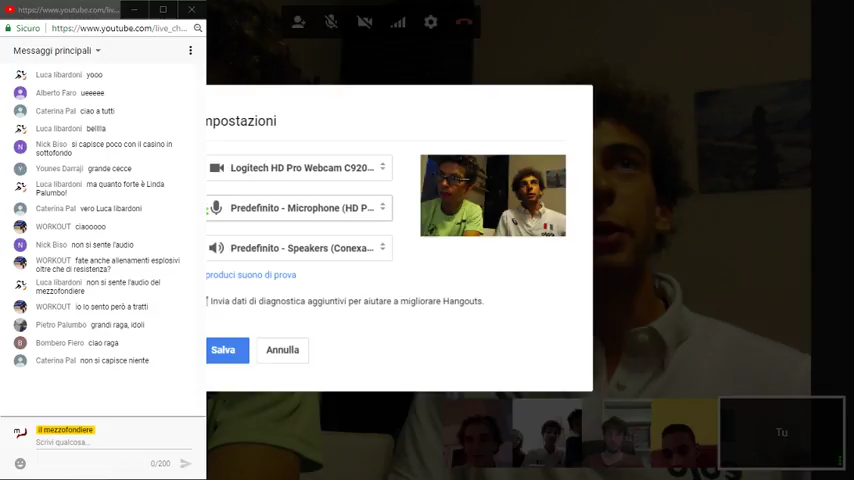 https://www.youtube.com/liv...
Sicuro https://www.youtube.com/live_ch...
Messaggi principali
Luca libardoni yooo
Alberto Faro ueeeee
Caterina Pal ciao a tutti
Luca libardoni bellla
Nick Biso si capisce poco con il casino in
sottofondo
Younes Darraji grande cecce
Luca libardoni ma quanto forte è Linda
Palumbo!
Caterina Pal vero Luca libardoni
WORKOUT ciaooooo
Nick Biso non si sente l'audio
WORKOUT fate anche allenamenti esplosivi
oltre che di resistenza?
Luca libardoni non si sente l'audio del
mezzofondiere
WORKOUT io lo sento però a tratti
Pietro Palumbo grandi raga, idoli
Bombero Fiero ciao raga
Caterina Pal non si capisce niente
il mezzofondiere
Scrivi qualcosa...
0/200
mpostazioni
Logitech HD Pro Webcam C920...
Predefinito - Microphone (HD P...
Predefinito - Speakers (Conexa...
produci suono di prova
Invia dati di diagnostica aggiuntivi per aiutare a migliorare Hangouts.
Salva Annulla
Tu